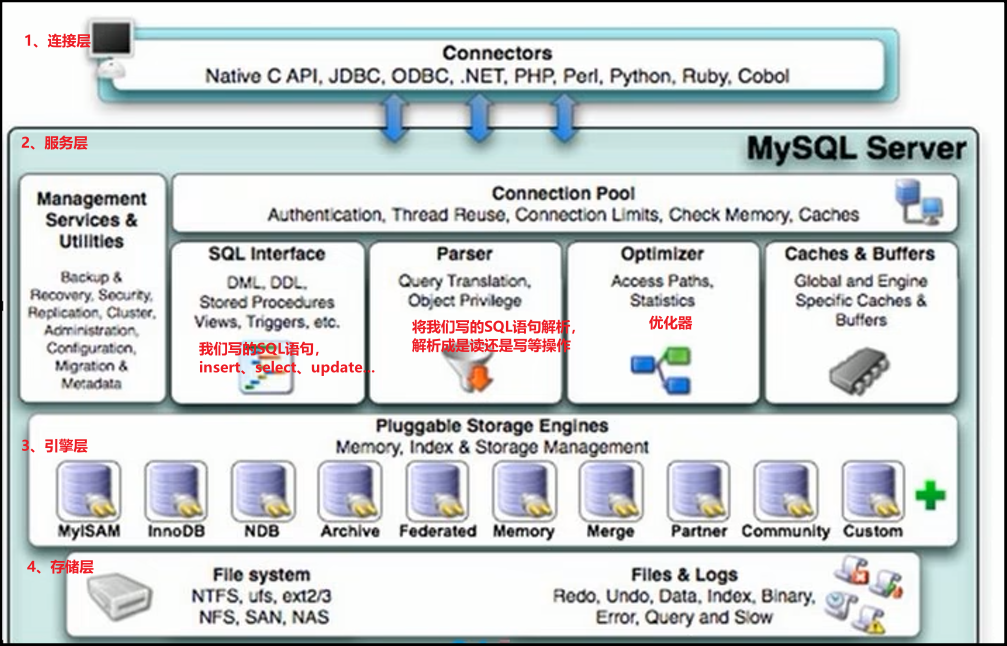 1、连接层
Connectors
Native C API, JDBC, ODBC, .NET, PHP, Perl, Python, Ruby, Cobol
2、服务层
MySQL Server
Management
Services &
Utilities
Backup &
Recovery, Security,
Replication, Cluster,
Administration,
Configuration,
Migration &
Metadata
Connection Pool
Authentication, Thread Reuse, Connection Limits, Check Memory, Caches
SQL Interface
DML, DDL,
Stored Procedures
Views, Triggers, etc.
我们写的SQL语句，
insert、select、update...
Parser
Query Translation,
Object Privilege
将我们写的SQL语句解析，
解析成是读还是写等操作
Optimizer
Access Paths,
Statistics
优化器
Caches & Buffers
Global and Engine
Specific Caches &
Buffers
3、引擎层
Pluggable Storage Engines
Memory, Index & Storage Management
MyISAM
InnoDB
NDB
Archive
Federated
Memory
Merge
Partner
Community
Custom
4、存储层
File system
NTFS, ufs, ext2/3
NFS, SAN, NAS
Files & Logs
Redo, Undo, Data, Index, Binary,
Error, Query and Slow